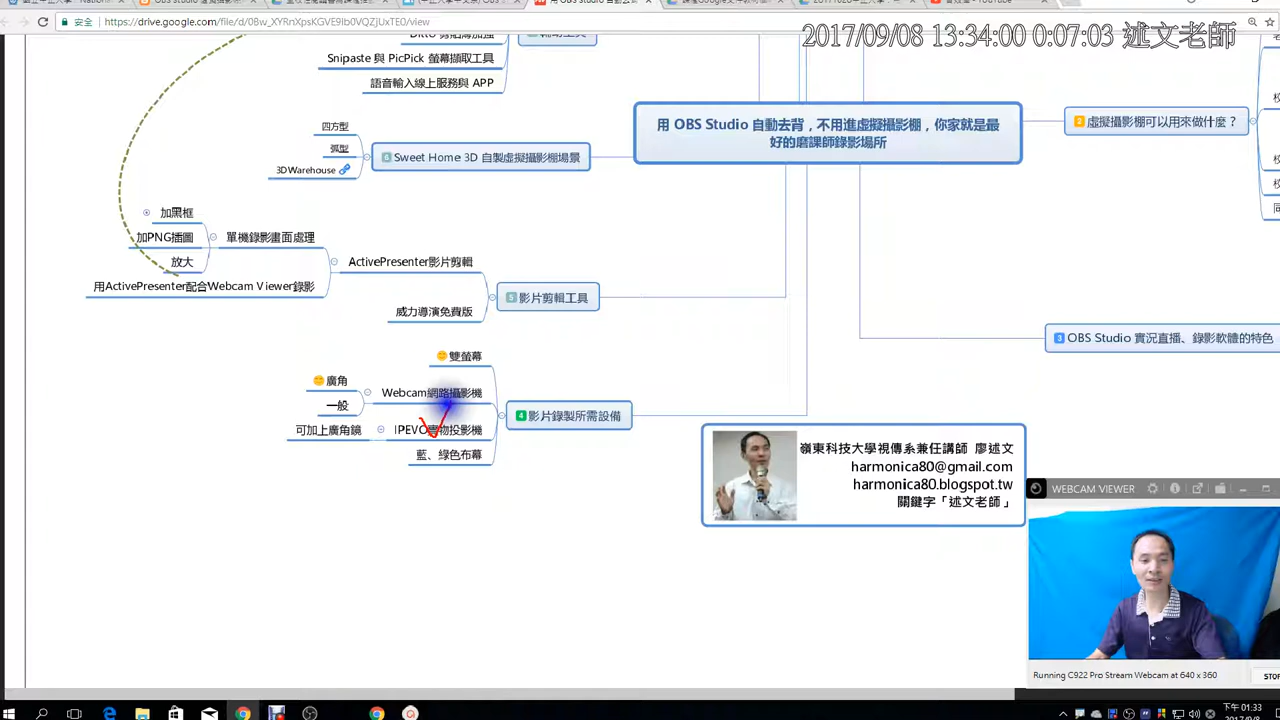 安全 https://drive.google.com/file/d/0Bw_XYRnXpsKGVE9Ib0VQZjUxTE0/view
2017/09/08 13:34:00 0:07:03 述文老師
Snipaste 與 PicPick 螢幕擷取工具
語音輸入線上服務與 APP
用 OBS Studio 自動去背，不用進虛擬攝影棚，你家就是最
好的磨課師錄影場所
2 虛擬攝影棚可以用來做什麼？
四方型
弧型
3DWarehouse
6 Sweet Home 3D 自製虛擬攝影棚場景
加黑框
加PNG插圖
放大
單機錄影畫面處理
用ActivePresenter配合Webcam Viewer錄影
ActivePresenter影片剪輯
威力導演免費版
5 影片剪輯工具
3 OBS Studio 實況直播、錄影軟體的特色
雙螢幕
廣角
一般
Webcam網路攝影機
可加上廣角鏡
IPEVO實物投影機
藍、綠色布幕
4 影片錄製所需設備
嶺東科技大學視傳系兼任講師 廖述文
harmonica80@gmail.com
harmonica80.blogspot.tw
關鍵字「述文老師」
WEBCAM VIEWER
Running C922 Pro Stream Webcam at 640 x 360
下午 01:33
2017/9/8